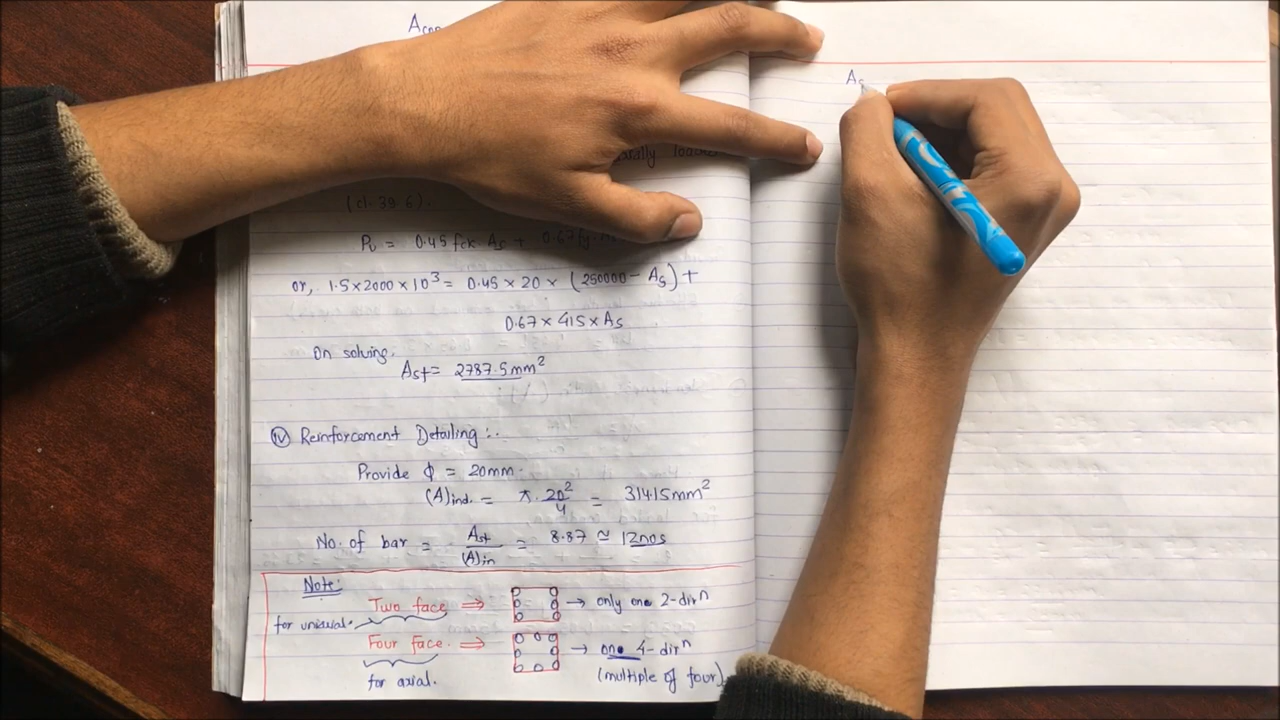 (cl. 39.6).
Pu = 0.45 fck As + 0.67 fy.
or, 1.5×2000×10³ = 0.45×20×(250000 - As) +
0.67×415×As
On solving,
Ast = 2787.5mm²
IV Reinforcement Detailing :-
Provide ϕ = 20mm.
(A)ind. = π. 20²/4 = 314.15mm²
No. of bar = Ast/(A)in = 8.87 ≅ 12nos
Note:
Two face ⇒ → only one 2-dirⁿ
for uniaxial.
Four face. ⇒ → one 4-dirⁿ
for axial. (multiple of four)
As